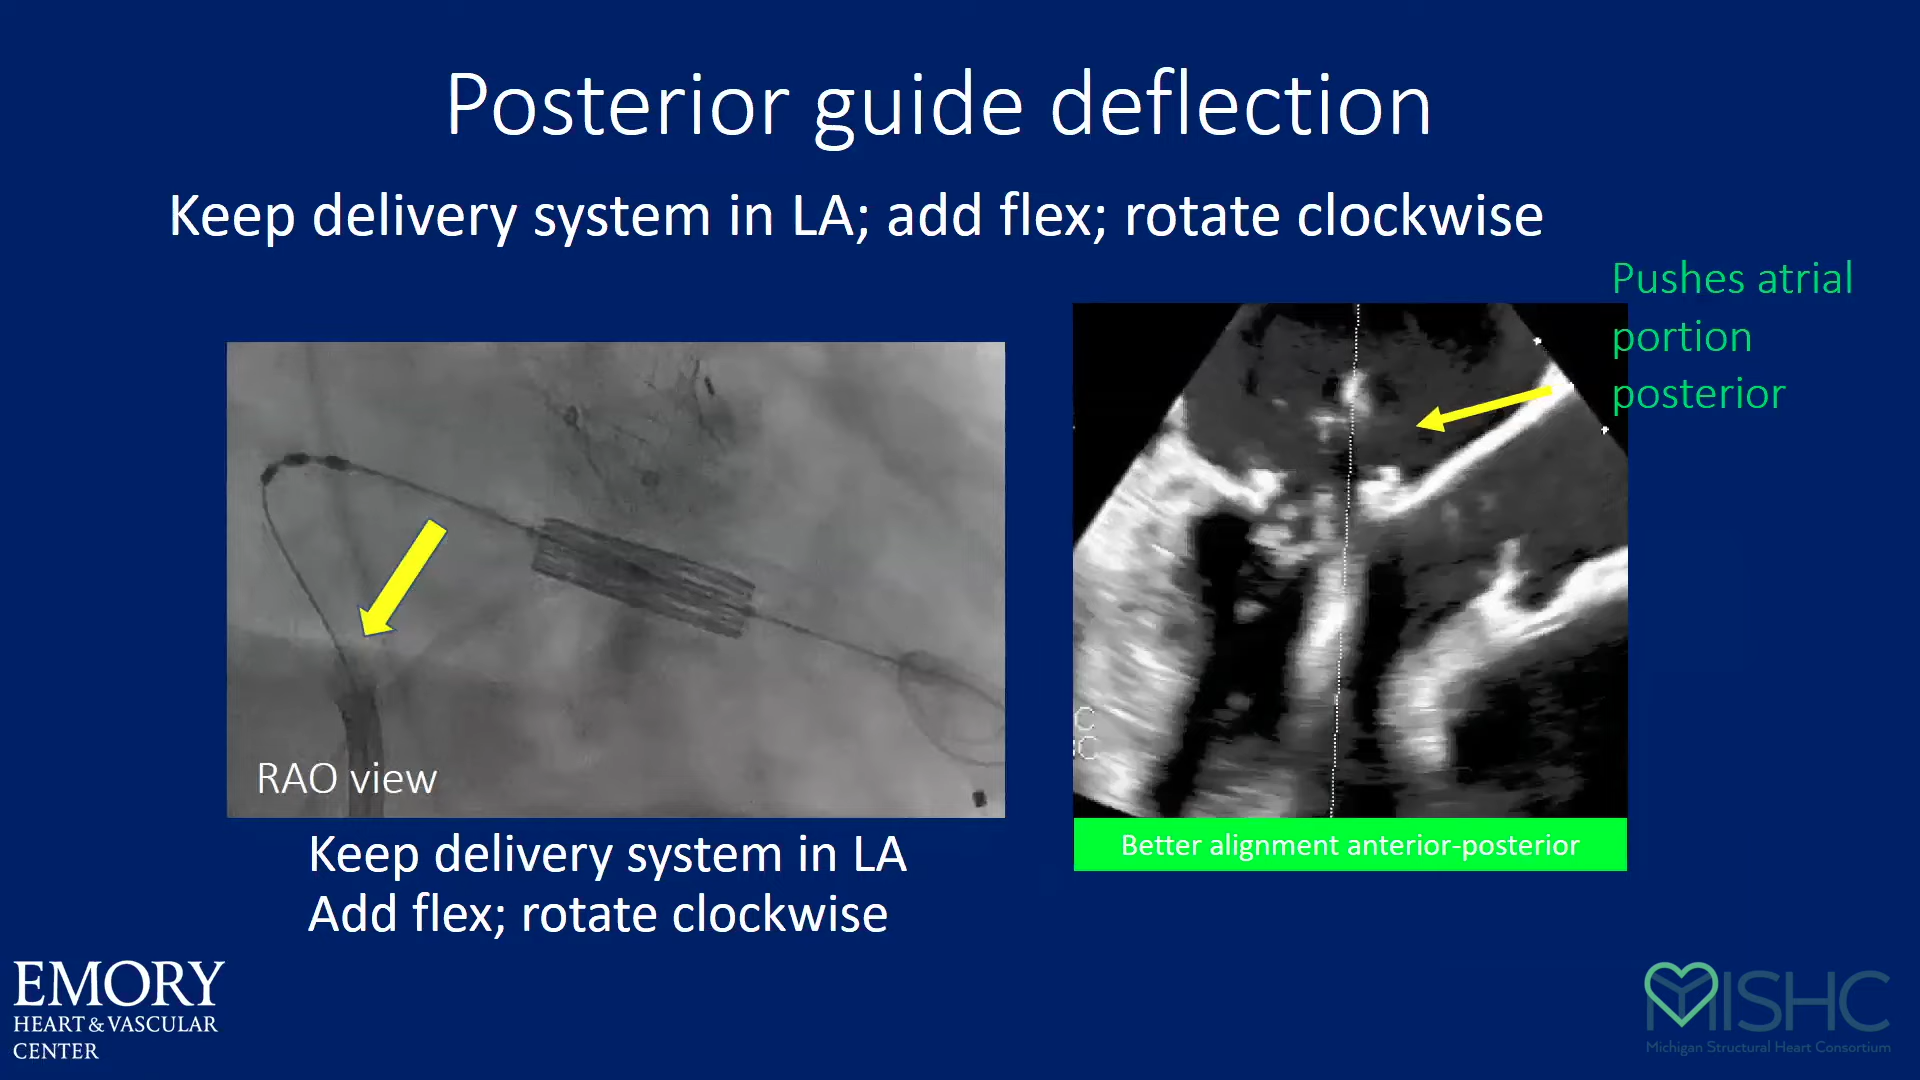 Posterior guide deflection
Keep delivery system in LA; add flex; rotate clockwise
Pushes atrial
portion
posterior
RAO view
C
C
Better alignment anterior-posterior
Keep delivery system in LA
Add flex; rotate clockwise
EMORY
HEART & VASCULAR
CENTER
MISHC
Michigan Structural Heart Consortium